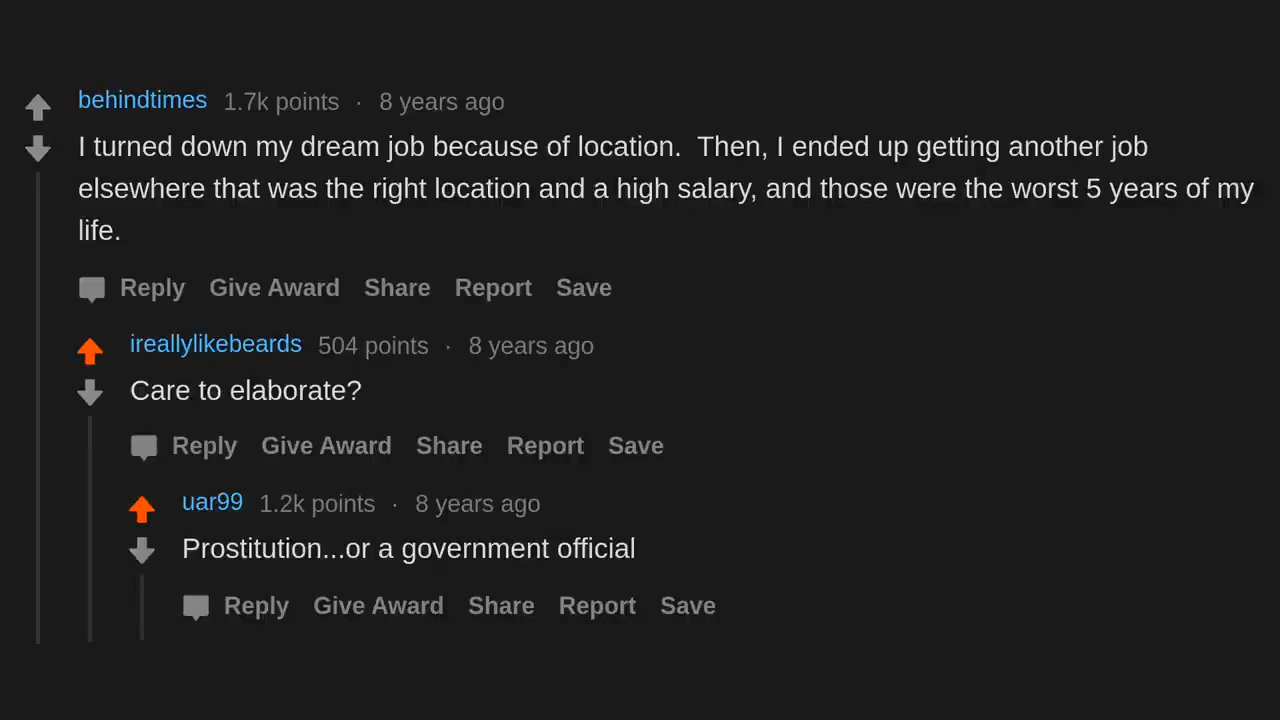 behindtimes 1.7k points · 8 years ago
I turned down my dream job because of location.  Then, I ended up getting another job
elsewhere that was the right location and a high salary, and those were the worst 5 years of my
life.
Reply Give Award Share Report Save
ireallylikebeards 504 points · 8 years ago
Care to elaborate?
Reply Give Award Share Report Save
uar99 1.2k points · 8 years ago
Prostitution...or a government official
Reply Give Award Share Report Save